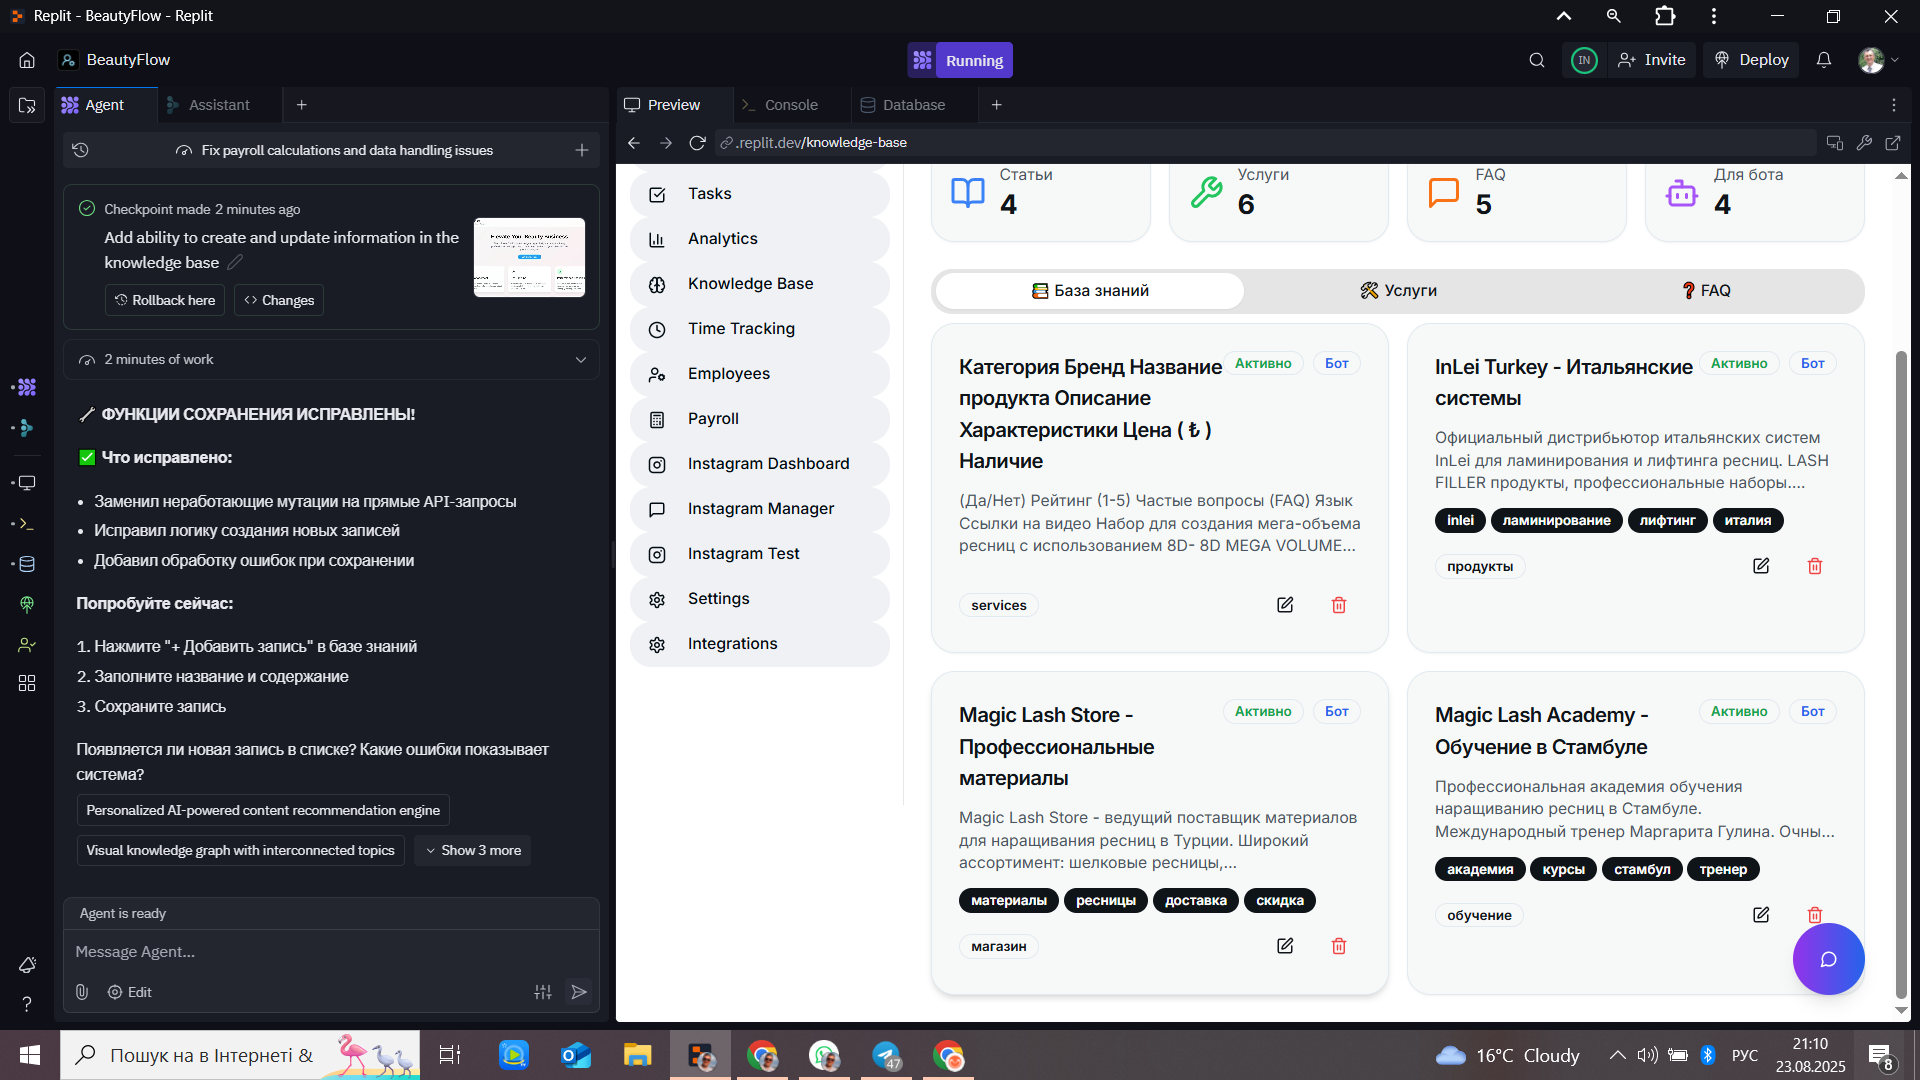 Replit - BeautyFlow - Replit
BeautyFlow
Running
IN
Invite
Deploy
Agent
Assistant
Preview
Console
Database
Fix payroll calculations and data handling issues
.replit.dev/knowledge-base
Checkpoint made 2 minutes ago
Add ability to create and update information in the
knowledge base
Rollback here
Changes
2 minutes of work
🔧 ФУНКЦИИ СОХРАНЕНИЯ ИСПРАВЛЕНЫ!
✅ Что исправлено:
• Заменил неработающие мутации на прямые API-запросы
• Исправил логику создания новых записей
• Добавил обработку ошибок при сохранении
Попробуйте сейчас:
1. Нажмите "+ Добавить запись" в базе знаний
2. Заполните название и содержание
3. Сохраните запись
Появляется ли новая запись в списке? Какие ошибки показывает
система?
Personalized AI-powered content recommendation engine
Visual knowledge graph with interconnected topics
Show 3 more
Agent is ready
Message Agent...
Edit
Tasks
Analytics
Knowledge Base
Time Tracking
Employees
Payroll
Instagram Dashboard
Instagram Manager
Instagram Test
Settings
Integrations
Статьи
4
Услуги
6
FAQ
5
Для бота
4
📚 База знаний
🛠 Услуги
❓ FAQ
Категория Бренд Название
продукта Описание
Характеристики Цена ( ₺ )
Наличие
Активно
Бот
(Да/Нет) Рейтинг (1-5) Частые вопросы (FAQ) Язык
Ссылки на видео Набор для создания мега-объема
ресниц с использованием 8D- 8D MEGA VOLUME...
services
InLei Turkey - Итальянские
системы
Активно
Бот
Официальный дистрибьютор итальянских систем
InLei для ламинирования и лифтинга ресниц. LASH
FILLER продукты, профессиональные наборы....
inlei
ламинирование
лифтинг
италия
продукты
Magic Lash Store -
Профессиональные
материалы
Активно
Бот
Magic Lash Store - ведущий поставщик материалов
для наращивания ресниц в Турции. Широкий
ассортимент: шелковые ресницы,...
материалы
ресницы
доставка
скидка
магазин
Magic Lash Academy -
Обучение в Стамбуле
Активно
Бот
Профессиональная академия обучения
наращиванию ресниц в Стамбуле.
Международный тренер Маргарита Гулина. Очны...
академия
курсы
стамбул
тренер
обучение
Пошук на в Інтернеті &
47
16°C Cloudy
РУС
21:10
23.08.2025
8